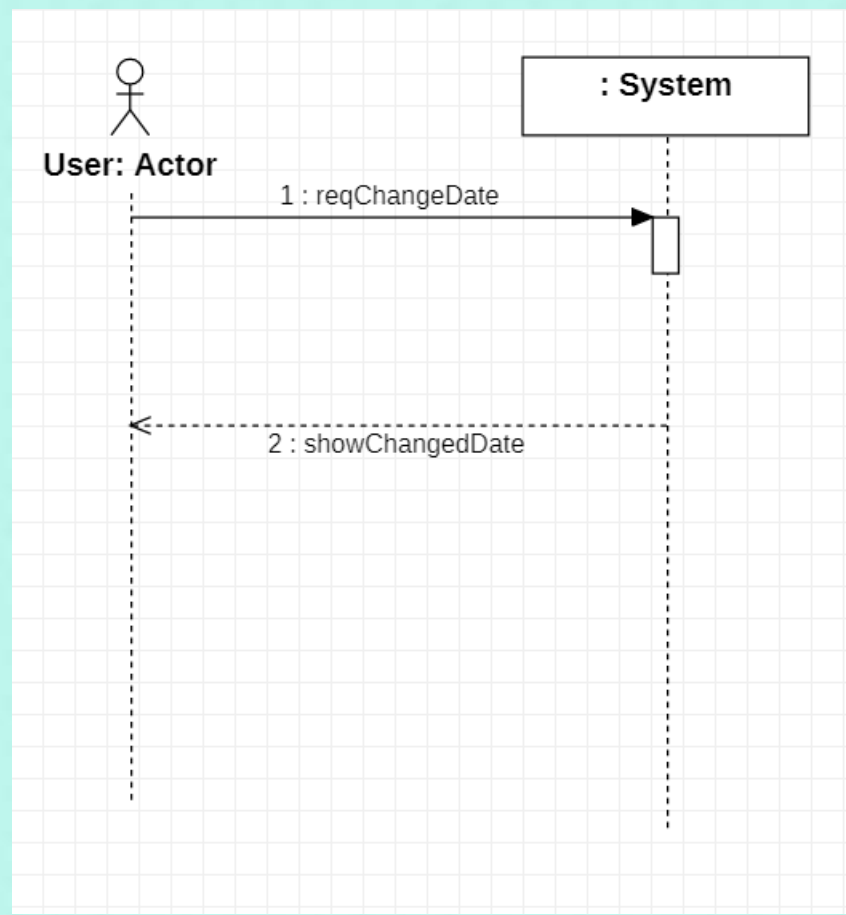 : System
User: Actor
1 : reqChangeDate
2 : showChangedDate